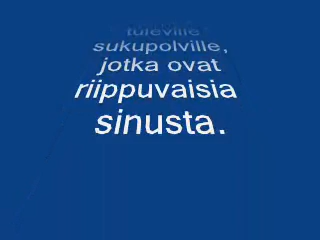 tuleville
sukupolville,
jotka ovat
riippuvaisia
sinusta.